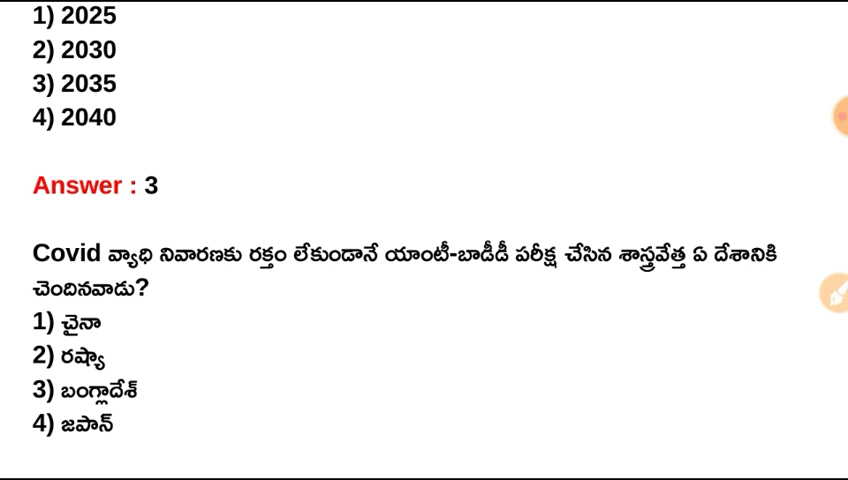 1) 2025
2) 2030
3) 2035
4) 2040
Answer : 3
Covid వ్యాధి నివారణకు రక్తం లేకుండానే యాంటీ-బాడీడీ పరీక్ష చేసిన శాస్త్రవేత్త ఏ దేశానికి
చెందినవాడు?
1) చైనా
2) రష్యా
3) బంగ్లాదేశ్
4) జపాన్